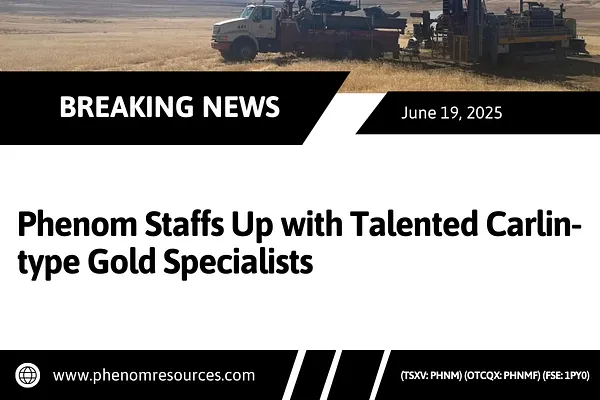 BREAKING NEWS
June 19, 2025
Phenom Staffs Up with Talented Carlin-
type Gold Specialists
www.phenomresources.com
(TSXV: PHNM) (OTCQX: PHNMF) (FSE: 1PY0)